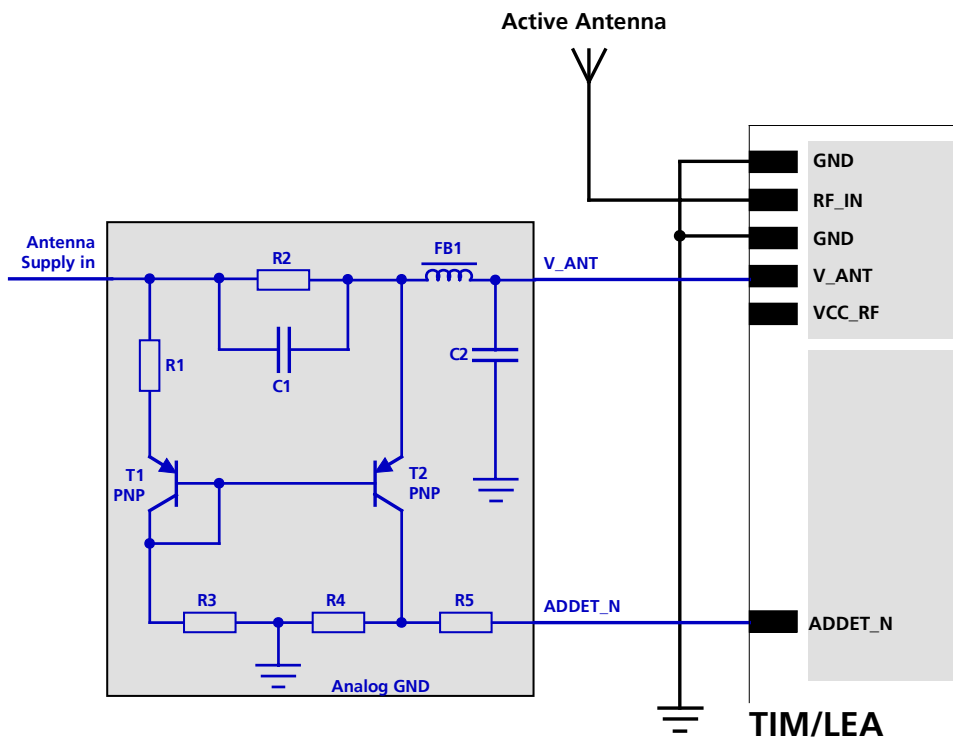 Active Antenna
GND
RF_IN
GND
V_ANT
VCC_RF
Antenna
Supply in
R2
FB1
V_ANT
C1
C2
R1
T1
PNP
T2
PNP
R3
R4
R5
ADDET_N
ADDET_N
Analog GND
TIM/LEA